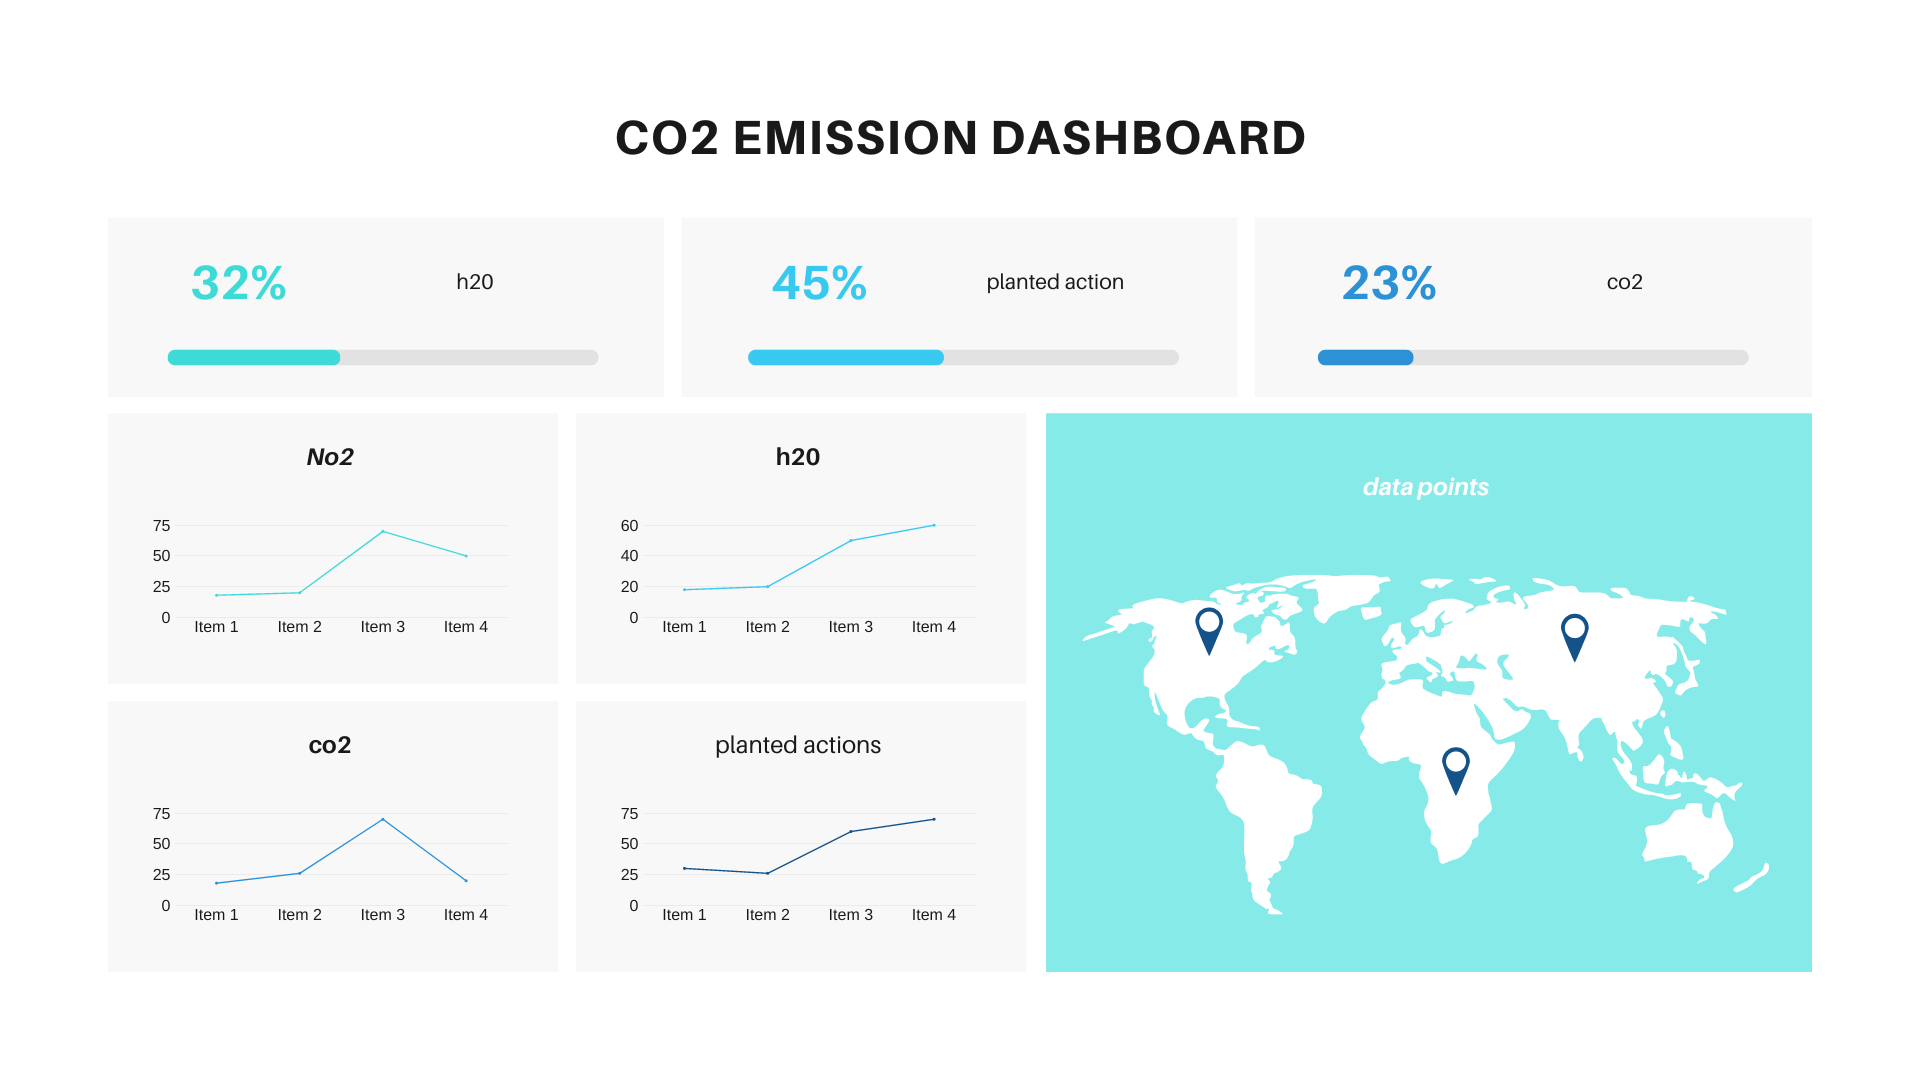 CO2 EMISSION DASHBOARD
32%
h20
45%
planted action
23%
co2
No2
75
50
25
0
Item 1 Item 2 Item 3 Item 4
h20
60
40
20
0
Item 1 Item 2 Item 3 Item 4
data points
co2
75
50
25
0
Item 1 Item 2 Item 3 Item 4
planted actions
75
50
25
0
Item 1 Item 2 Item 3 Item 4